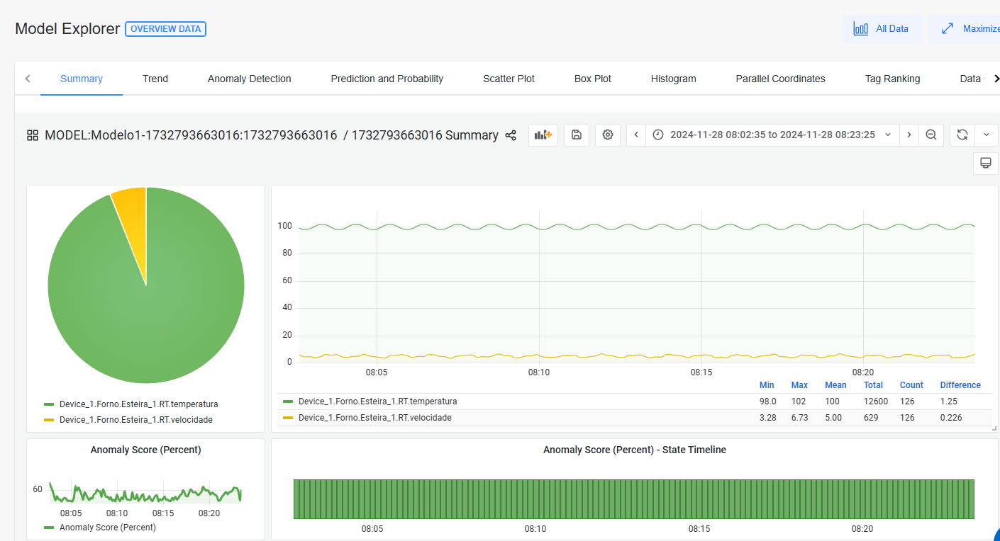 Model Explorer OVERVIEW DATA
All Data
Maximize
Summary Trend Anomaly Detection Prediction and Probability Scatter Plot Box Plot Histogram Parallel Coordinates Tag Ranking Data
MODEL:Modelo1-1732793663016:1732793663016 / 1732793663016 Summary
2024-11-28 08:02:35 to 2024-11-28 08:23:25
Device_1.Forno.Esteira_1.RT.temperatura
Device_1.Forno.Esteira_1.RT.velocidade
100
80
60
40
20
0
08:05 08:10 08:15 08:20
Min Max Mean Total Count Difference
Device_1.Forno.Esteira_1.RT.temperatura 98.0 102 100 12600 126 1.25
Device_1.Forno.Esteira_1.RT.velocidade 3.28 6.73 5.00 629 126 0.226
Anomaly Score (Percent)
60
08:05 08:10 08:15 08:20
Anomaly Score (Percent)
Anomaly Score (Percent) - State Timeline
08:05 08:10 08:15 08:20